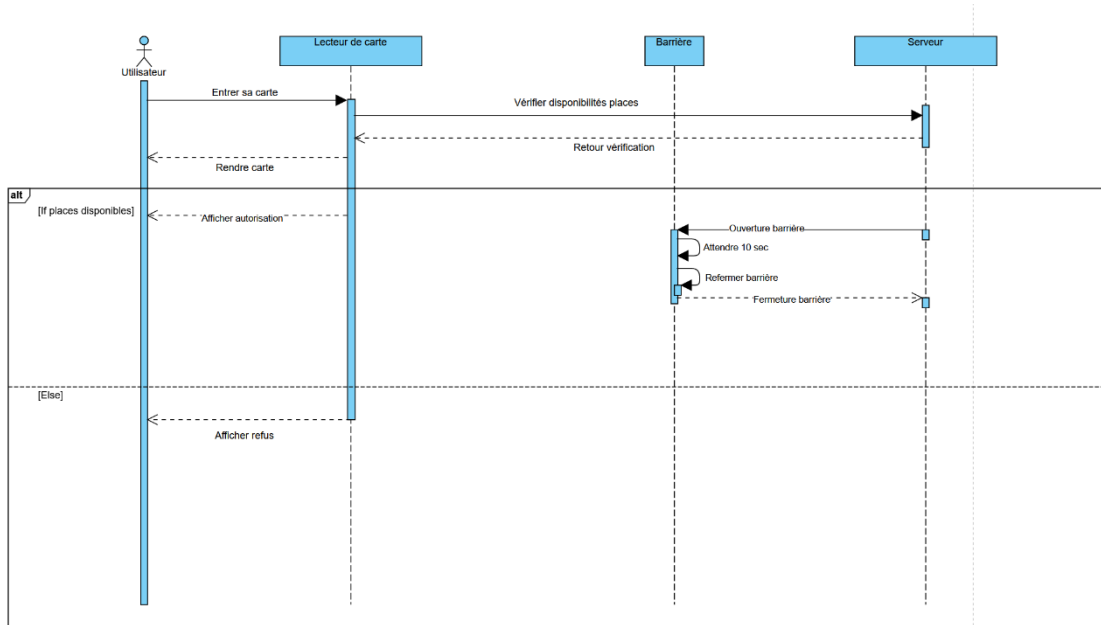 Lecteur de carte
Barrière
Serveur
Utilisateur
Entrer sa carte
Vérifier disponibilités places
Retour vérification
Rendre carte
alt
[If places disponibles]
Afficher autorisation
Ouverture barrière
Attendre 10 sec
Refermer barrière
Fermeture barrière
[Else]
Afficher refus